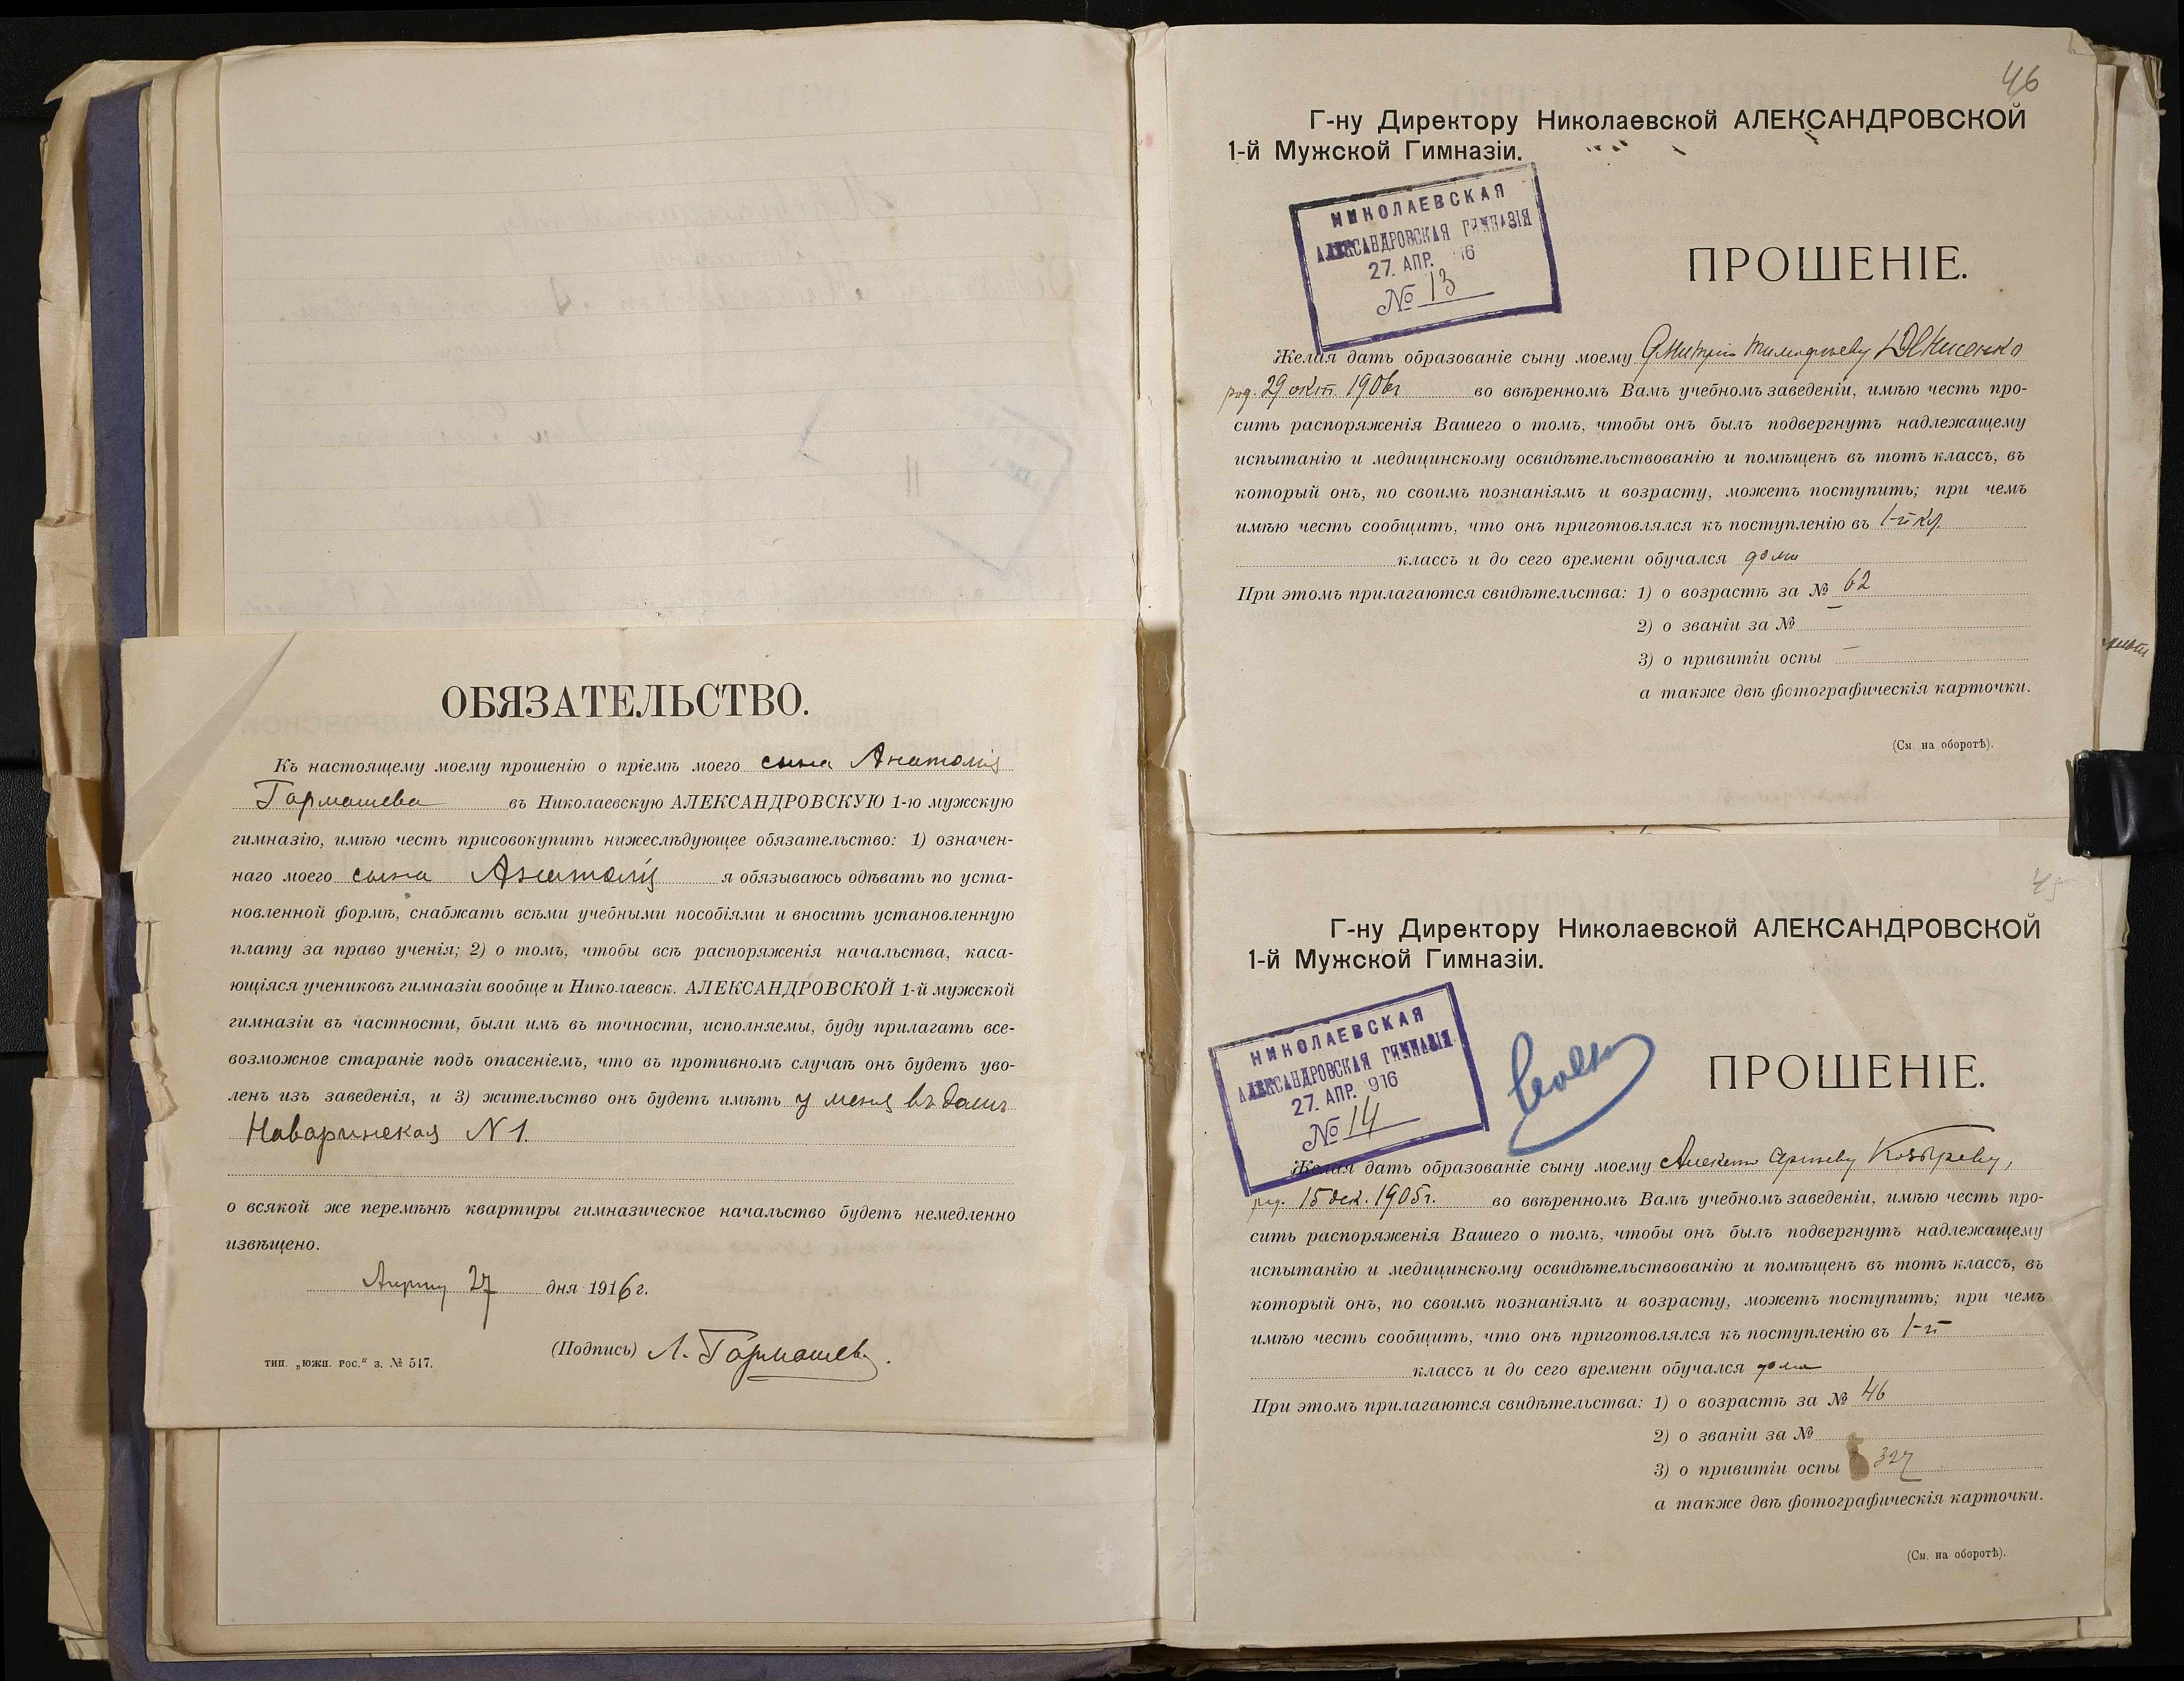 ОБЯЗАТЕЛЬСТВО.
Къ настоящему моему прошенію о пріемѣ моего сына Анатолія
Гармашева въ Николаевскую АЛЕКСАНДРОВСКУЮ 1-ю мужскую
гимназію, имѣю честь присовокупить нижеслѣдующее обязательство: 1) означен-
наго моего сына Анатолія я обязываюсь одѣвать по уста-
новленной формѣ, снабжать всѣми учебными пособіями и вносить установленную
плату за право ученія; 2) о томъ, чтобы всѣ распоряженія начальства, каса-
ющіяся учениковъ гимназіи вообще и Николаевск. АЛЕКСАНДРОВСКОЙ 1-й мужской
гимназіи въ частности, были имъ въ точности, исполняемы, буду прилагать все-
возможное стараніе подъ опасеніемъ, что въ противномъ случаѣ онъ будетъ уво-
ленъ изъ заведенія, и 3) жительство онъ будетъ имѣть у меня въ домѣ
Наваринская N 1.
о всякой же перемѣнѣ квартиры гимназическое начальство будетъ немедленно
извѣщено.
Апрѣля 27 дня 1916 г.
(Подпись) Л. Гармашевъ.
тип. „южн. рос.“ з. № 517.
46
Г-ну Директору Николаевской АЛЕКСАНДРОВСКОЙ
1-й Мужской Гимназіи.
НИКОЛАЕВСКАЯ
АЛЕКСАНДРОВСКАЯ ГИМНАЗІЯ
27. АПР. 16
№ 13
ПРОШЕНІЕ.
Желая дать образованіе сыну моему Дмитрію Тимофѣеву Денисенко
род. 29 окт. 1906г во ввѣренномъ Вамъ учебномъ заведеніи, имѣю честь про-
сить распоряженія Вашего о томъ, чтобы онъ былъ подвергнутъ надлежащему
испытанію и медицинскому освидѣтельствованію и помѣщенъ въ тотъ классъ, въ
который онъ, по своимъ познаніямъ и возрасту, можетъ поступить; при чемъ
имѣю честь сообщить, что онъ приготовлялся къ поступленію въ 1-й кл.
классъ и до сего времени обучался дома
При этомъ прилагаются свидѣтельства: 1) о возрастѣ за № 62
2) о званіи за № —
3) о привитіи оспы —
а также двѣ фотографическія карточки.
(См. на оборотѣ).
45
Г-ну Директору Николаевской АЛЕКСАНДРОВСКОЙ
1-й Мужской Гимназіи.
НИКОЛАЕВСКАЯ
АЛЕКСАНДРОВСКАЯ ГИМНАЗІЯ
27. АПР. 916
№ 14
ПРОШЕНІЕ.
Желая дать образованіе сыну моему Козыреву,
род. 15 дек. 1905г. во ввѣренномъ Вамъ учебномъ заведеніи, имѣю честь про-
сить распоряженія Вашего о томъ, чтобы онъ былъ подвергнутъ надлежащему
испытанію и медицинскому освидѣтельствованію и помѣщенъ въ тотъ классъ, въ
который онъ, по своимъ познаніямъ и возрасту, можетъ поступить; при чемъ
имѣю честь сообщить, что онъ приготовлялся къ поступленію въ 1-й
классъ и до сего времени обучался дома
При этомъ прилагаются свидѣтельства: 1) о возрастѣ за № 46
2) о званіи за №
3) о привитіи оспы 327
а также двѣ фотографическія карточки.
(См. на оборотѣ).